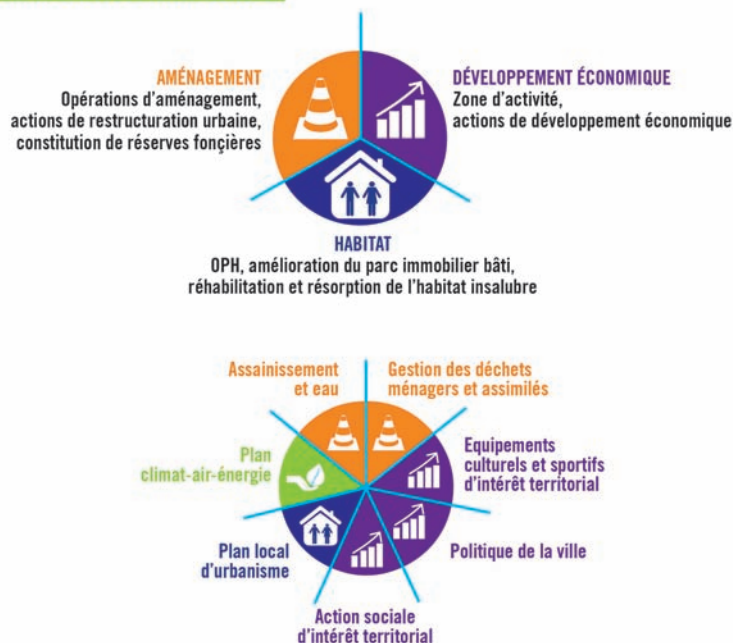 AMÉNAGEMENT
Opérations d'aménagement,
actions de restructuration urbaine,
constitution de réserves fonçières
DÉVELOPPEMENT ÉCONOMIQUE
Zone d'activité,
actions de développement économique
HABITAT
OPH, amélioration du parc immobilier bâti,
réhabilitation et résorption de l'habitat insalubre
Assainissement
et eau
Gestion des déchets
ménagers et assimilés
Plan
climat-air-énergie
Equipements
culturels et sportifs
d'intérêt territorial
Plan local
d'urbanisme
Politique de la ville
Action sociale
d'intérêt territorial